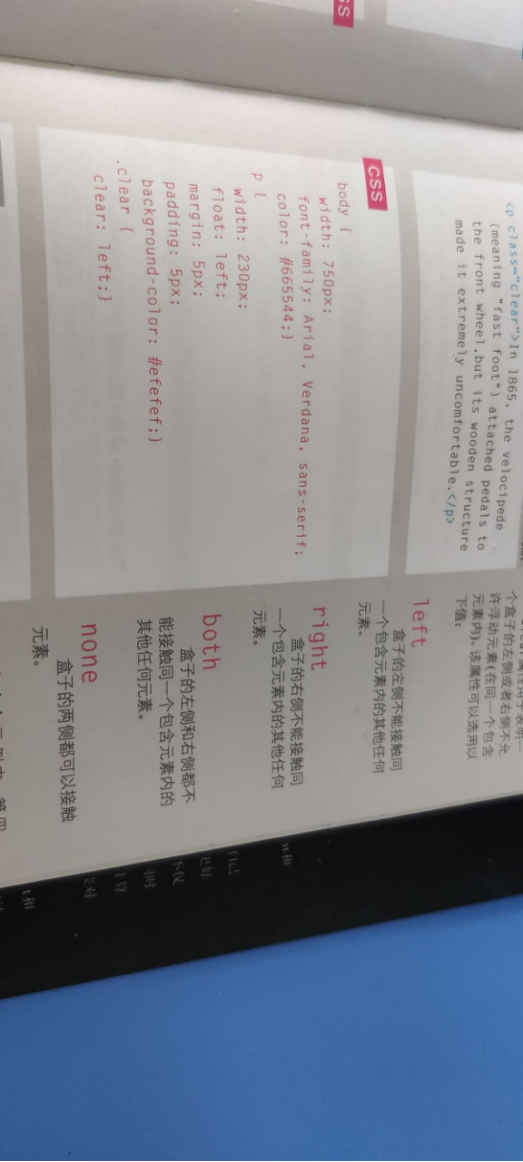 <p class="clear">In 1865, the velocipede
(meaning "fast foot") attached pedals to
the front wheel,but its wooden structure
made it extremely uncomfortable.</p>
CSS
body {
width: 750px;
font-family: Arial, Verdana, sans-serif;
color: #665544;}
p {
width: 230px;
float: left;
margin: 5px;
padding: 5px;
background-color: #efefef;}
.clear {
clear: left;}
个盒子的左侧或者右侧不允
许浮动元素(在同一个包含
元素内)。该属性可以选用以
下值:
left
盒子的左侧不能接触同
一个包含元素内的其他任何
元素。
right
盒子的右侧不能接触同
一个包含元素内的其他任何
元素。
both
盒子的左侧和右侧都不
能接触同一个包含元素内的
其他任何元素。
none
盒子的两侧都可以接触
元素。